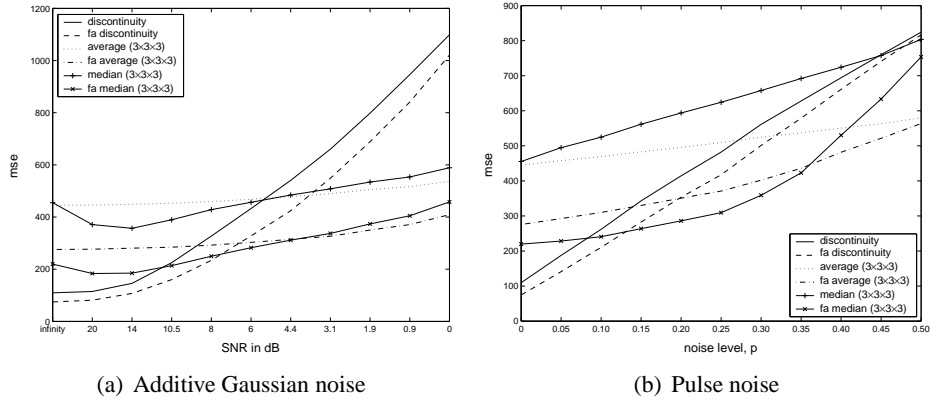 1200
1000
800
600
400
200
0
mse
discontinuity
fa discontinuity
average (3×3×3)
fa average (3×3×3)
median (3×3×3)
fa median (3×3×3)
infinity 20 14 10.5 8 6 4.4 3.1 1.9 0.9 0
SNR in dB
(a) Additive Gaussian noise
900
800
700
600
500
400
300
200
100
0
mse
discontinuity
fa discontinuity
average (3×3×3)
fa average (3×3×3)
median (3×3×3)
fa median (3×3×3)
0 0.05 0.10 0.15 0.20 0.25 0.30 0.35 0.40 0.45 0.50
noise level, p
(b) Pulse noise